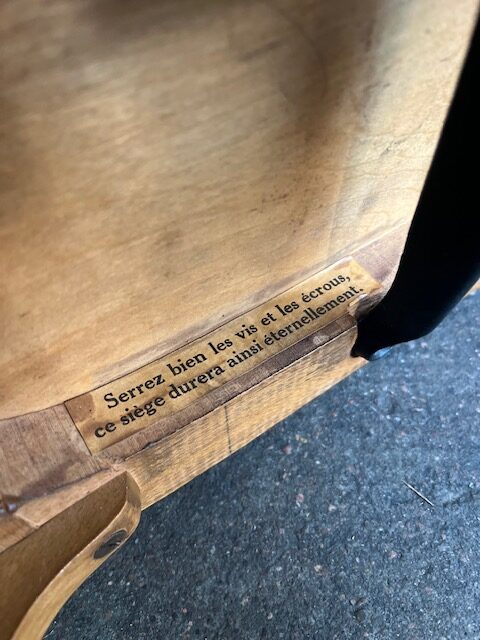 Serrez bien les vis et les écrous,
ce siège durera ainsi éternellement.